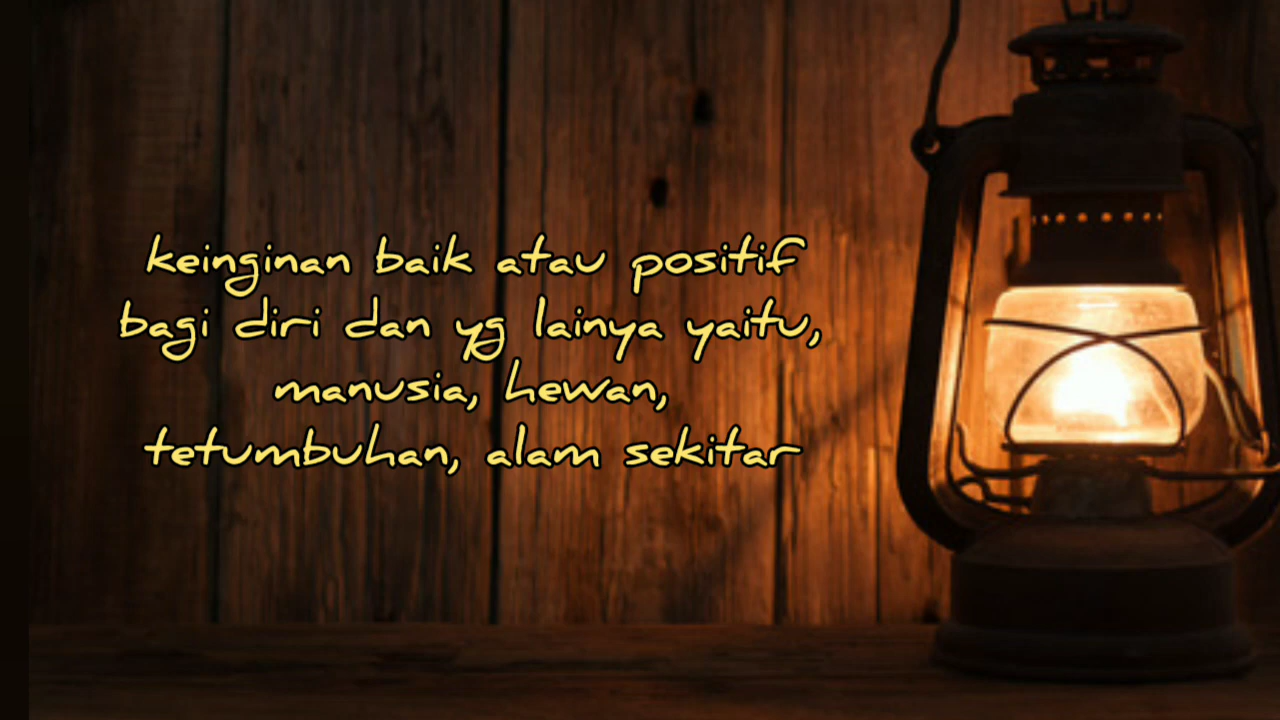 keinginan baik atau positif
bagi diri dan yg lainya yaitu,
manusia, hewan,
tetumbuhan, alam sekitar